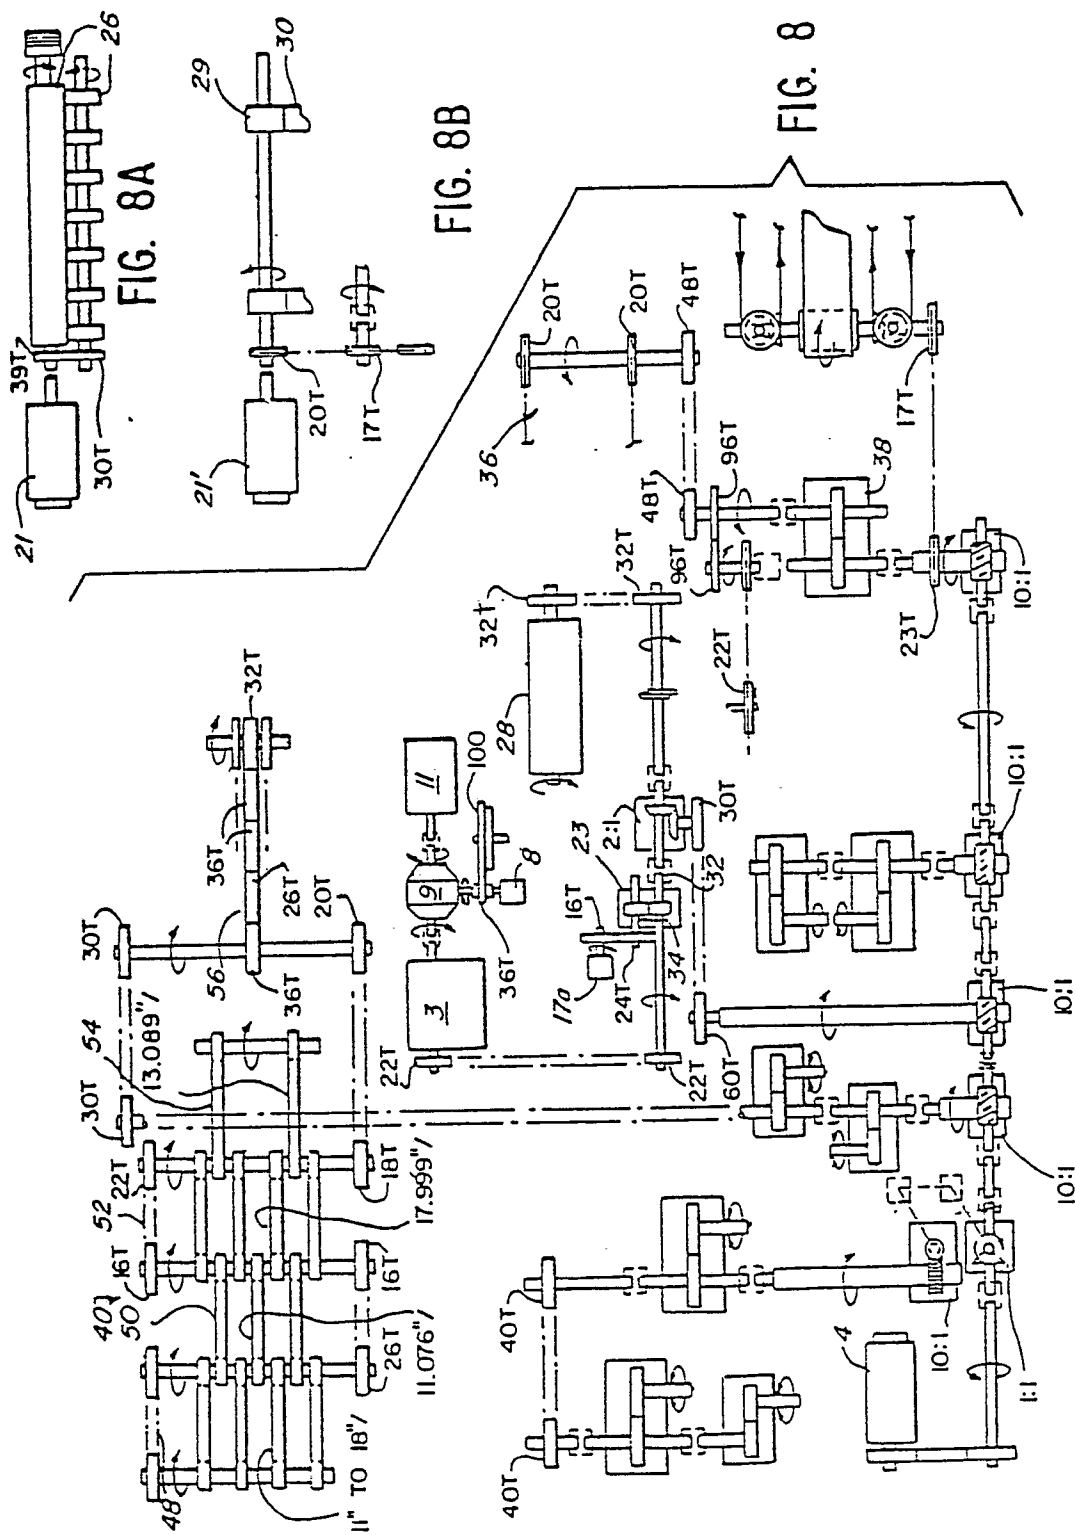 21
39T
30T
26
FIG. 8A
21'
20T
17T
29
30
FIG. 8B
FIG. 8
48
11" TO 18"/
40
50
16T
52
22T
26T
11.076"/
16T
17.999"/
18T
30T
54
13.089"/
30T
56
36T
26T
36T
20T
32T
3
22T
9
11
100
36T
8
22T
17a
16T
24T
23
34
32
2:1
30T
60T
28
32T
32T
36
20T
20T
48T
48T
96T
96T
22T
38
17T
23T
10:1
10:1
10:1
10:1
10:1
1:1
4
40T
40T